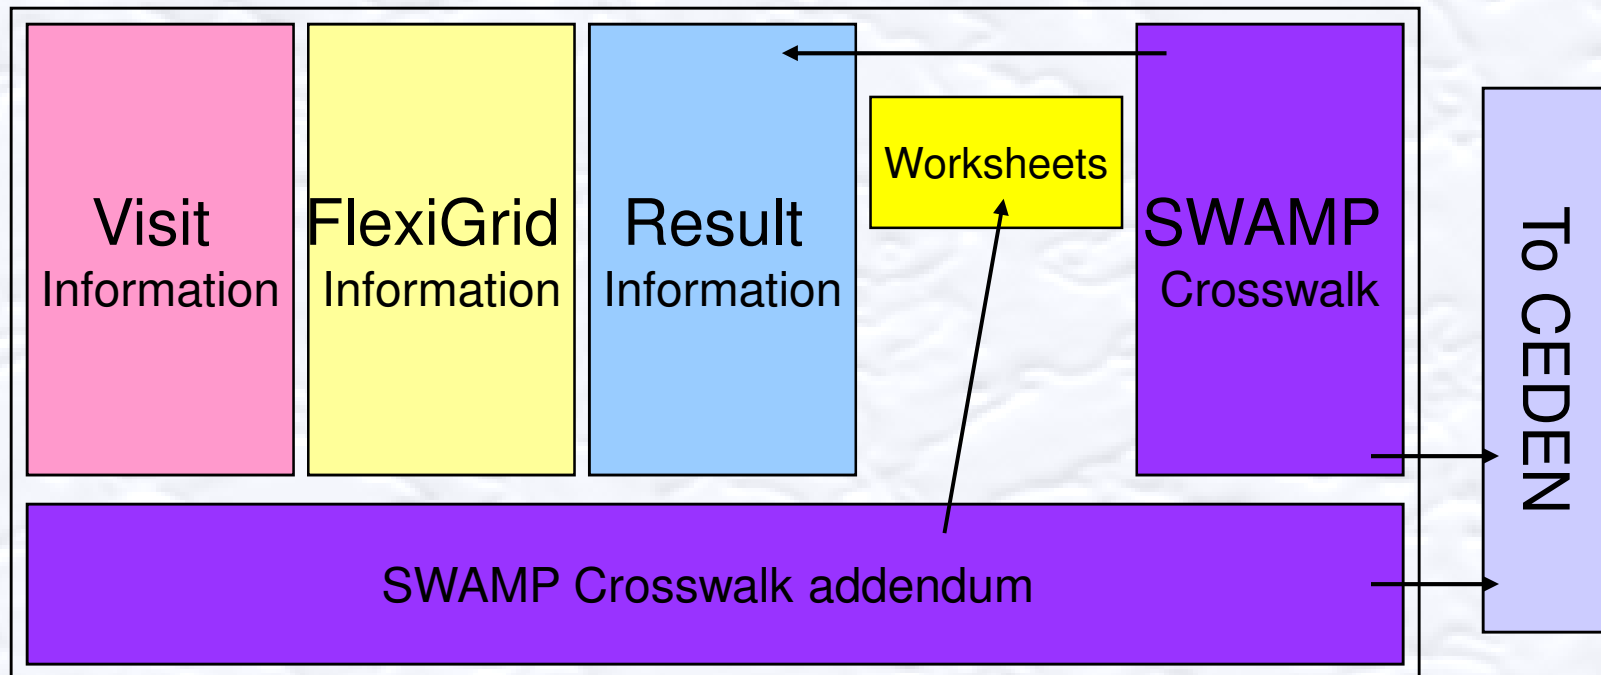 Visit
Information
FlexiGrid
Information
Result
Information
Worksheets
SWAMP
Crosswalk
To CEDEN
SWAMP Crosswalk addendum